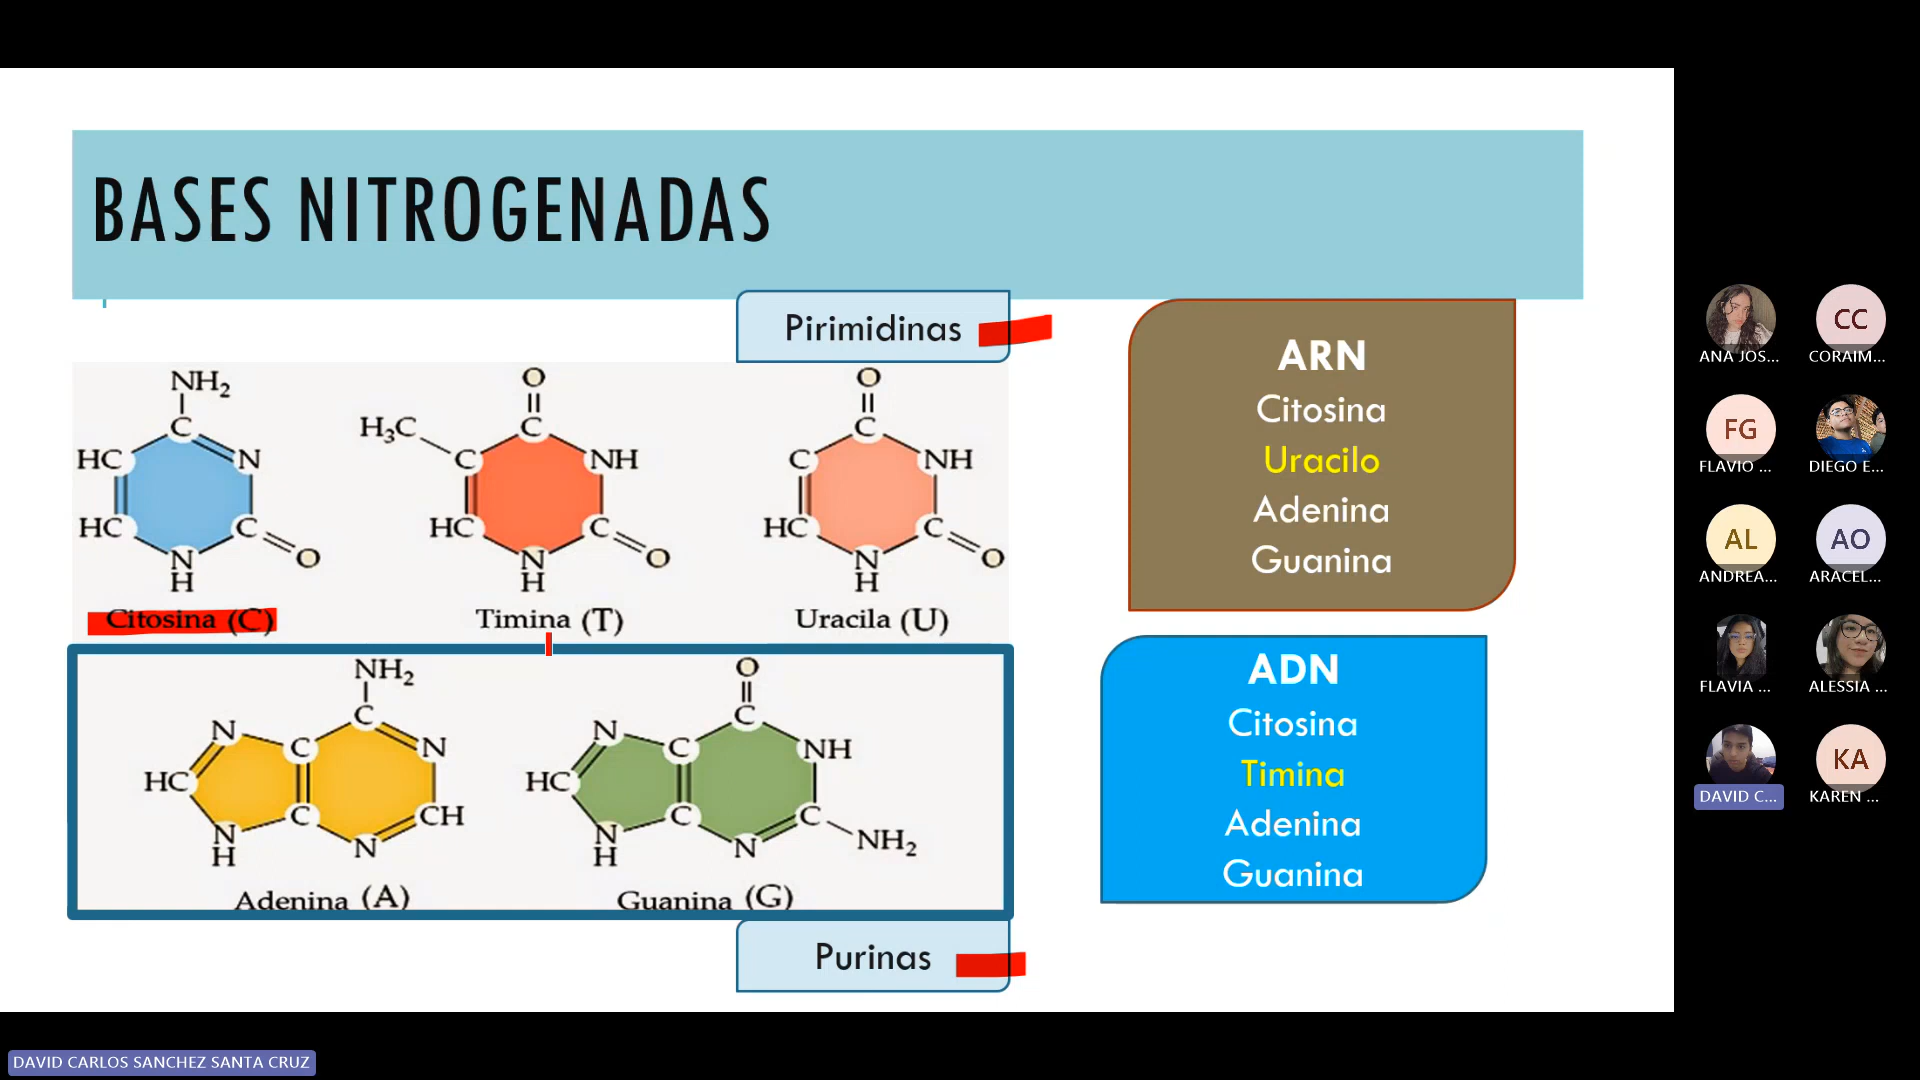 BASES NITROGENADAS
Pirimidinas
NH2
C
HC
N
HC
C
O
N
H
Citosina (C)
O
H3C
C
C
NH
HC
C
O
N
H
Timina (T)
O
C
C
NH
HC
C
O
N
H
Uracila (U)
NH2
C
N
C
N
HC
C
CH
N
H
N
Adenina (A)
O
C
N
C
NH
HC
C
C
N
H
N
NH2
Guanina (G)
Purinas
ARN
Citosina
Uracilo
Adenina
Guanina
ADN
Citosina
Timina
Adenina
Guanina
ANA JOS...
CC
CORAIM...
FG
FLAVIO ...
DIEGO E...
AL
ANDREA...
AO
ARACEL...
FLAVIA ...
ALESSIA ...
DAVID C...
KA
KAREN ...
DAVID CARLOS SANCHEZ SANTA CRUZ